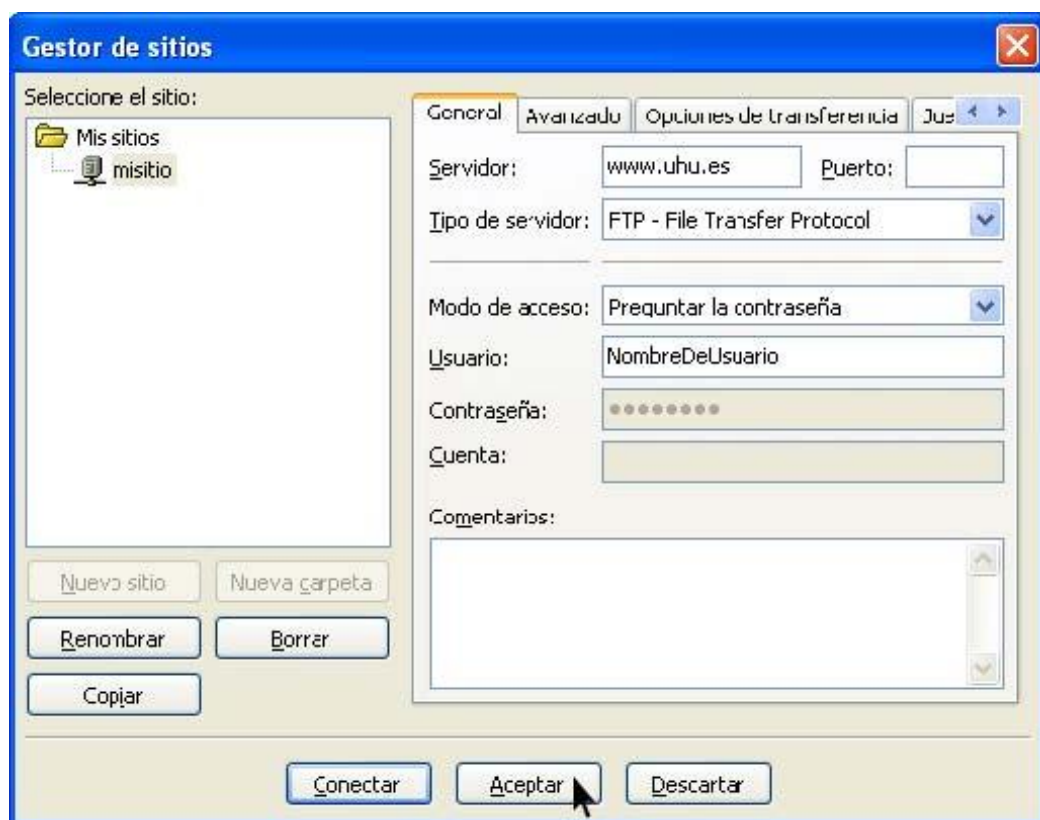 Gestor de sitios
Seleccione el sitio:
Mis sitios
misitio
Nuevo sitio
Nueva carpeta
Renombrar
Borrar
Copiar
General
Avanzado
Opciones de transferencia
Jue
Servidor:
www.uhu.es
Puerto:
Tipo de servidor:
FTP - File Transfer Protocol
Modo de acceso:
Preguntar la contraseña
Usuario:
NombreDeUsuario
Contraseña:
●●●●●●●●
Cuenta:
Comentarios:
Conectar
Aceptar
Descartar